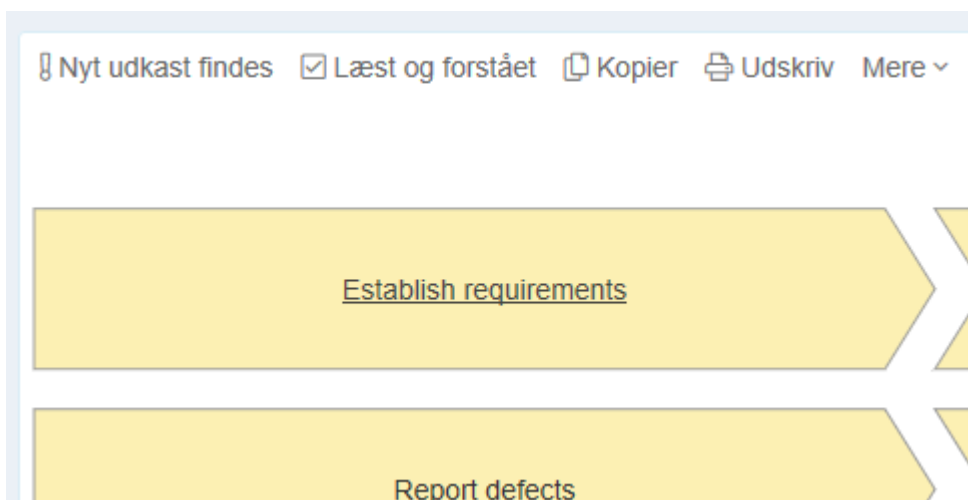 Nyt udkast findes Læst og forstået Kopier Udskriv Mere
Establish requirements
Report defects